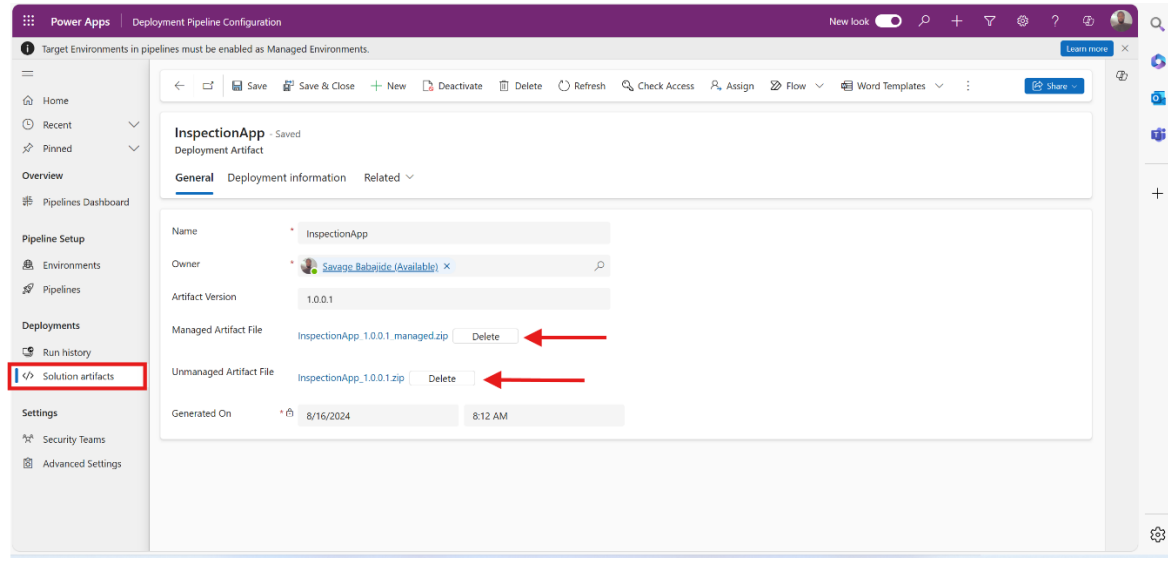 Power Apps Deployment Pipeline Configuration New look
Target Environments in pipelines must be enabled as Managed Environments. Learn more
Save Save & Close New Deactivate Delete Refresh Check Access Assign Flow Word Templates Share
Home
Recent
Pinned
Overview
Pipelines Dashboard
Pipeline Setup
Environments
Pipelines
Deployments
Run history
Solution artifacts
Settings
Security Teams
Advanced Settings
InspectionApp - Saved
Deployment Artifact
General Deployment information Related
Name * InspectionApp
Owner * Savage Babajide (Available)
Artifact Version 1.0.0.1
Managed Artifact File InspectionApp_1.0.0.1_managed.zip Delete
Unmanaged Artifact File InspectionApp_1.0.0.1.zip Delete
Generated On * 8/16/2024 8:12 AM